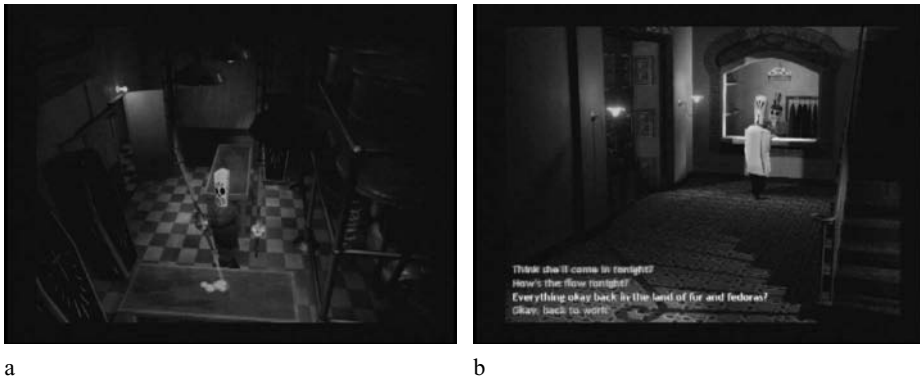 Think she'll come in tonight?
How's the flow tonight?
Everything okay back in the land of fur and fedoras?
Okay, back to work.
a
b